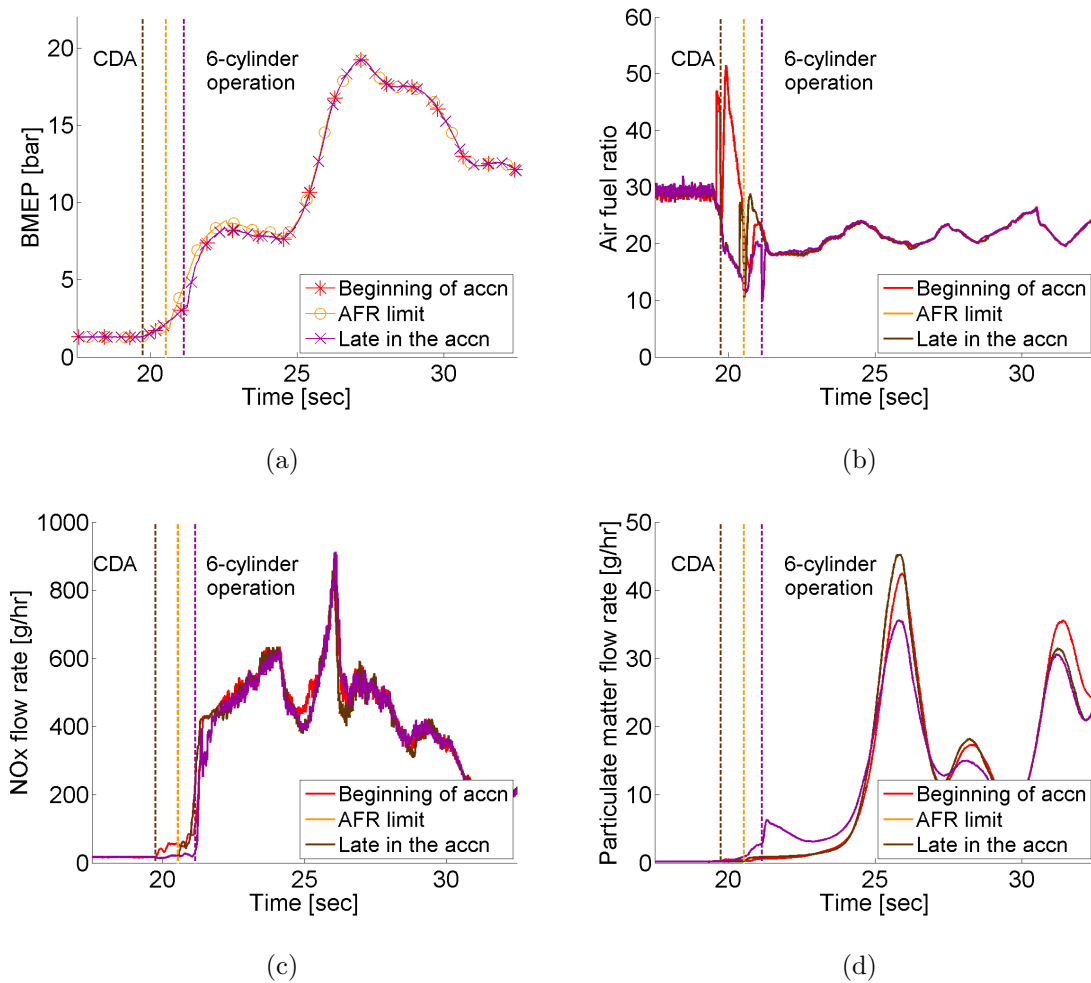 BMEP [bar]
20
15
10
5
0
CDA
6-cylinder
operation
Beginning of accn
AFR limit
Late in the accn
20
25
30
Time [sec]
(a)
Air fuel ratio
60
50
40
30
20
10
0
CDA
6-cylinder
operation
Beginning of accn
AFR limit
Late in the accn
20
25
30
Time [sec]
(b)
NOx flow rate [g/hr]
1000
800
600
400
200
0
CDA
6-cylinder
operation
Beginning of accn
AFR limit
Late in the accn
20
25
30
Time [sec]
(c)
Particulate matter flow rate [g/hr]
50
40
30
20
10
0
CDA
6-cylinder
operation
Beginning of accn
AFR limit
Late in the accn
20
25
30
Time [sec]
(d)